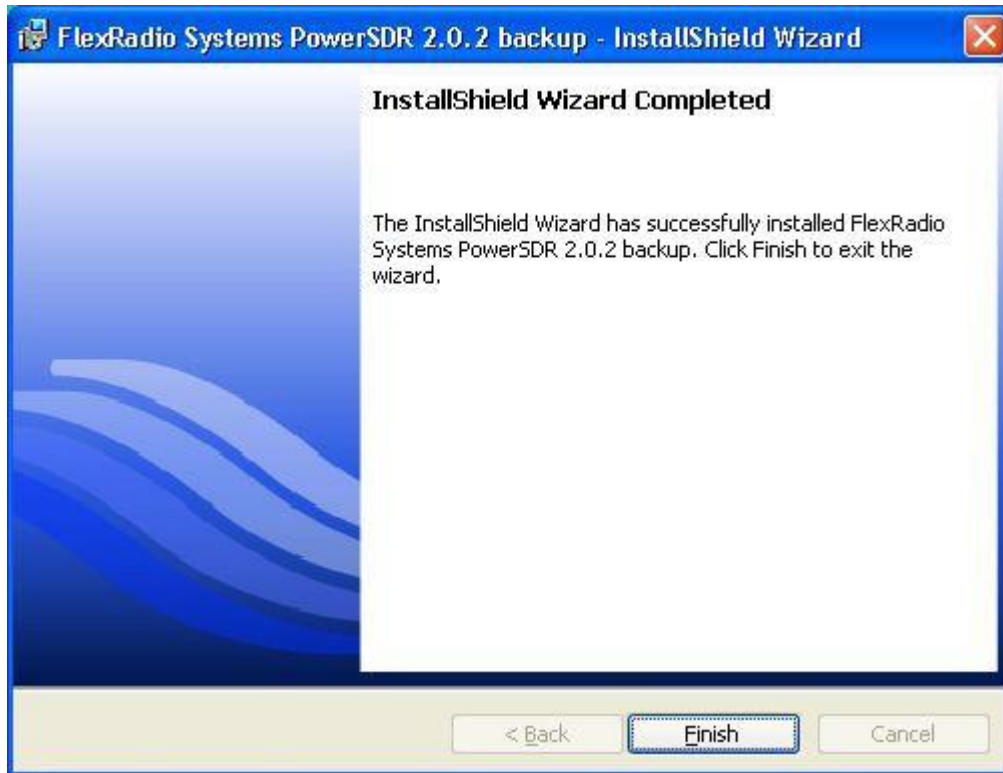 FlexRadio Systems PowerSDR 2.0.2 backup - InstallShield Wizard
InstallShield Wizard Completed
The InstallShield Wizard has successfully installed FlexRadio
Systems PowerSDR 2.0.2 backup. Click Finish to exit the
wizard.
< Back
Finish
Cancel